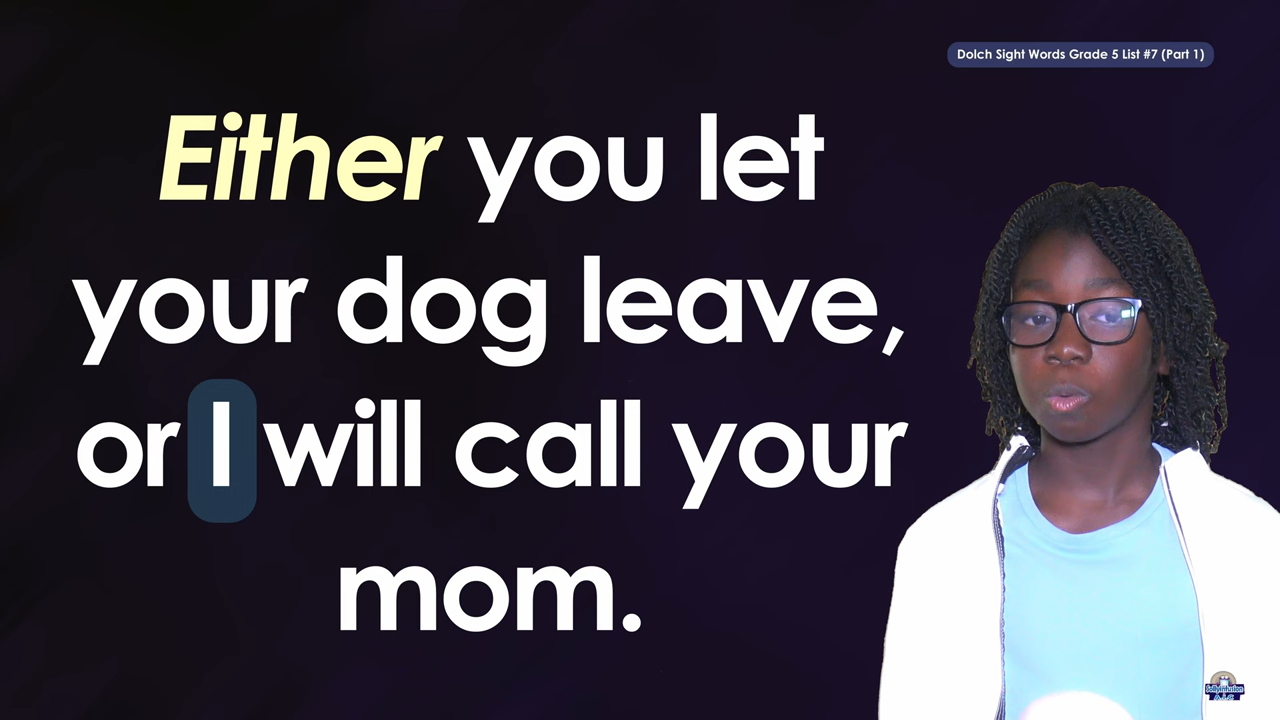 Dolch Sight Words Grade 5 List #7 (Part 1)
Either you let
your dog leave,
or I will call your
mom.